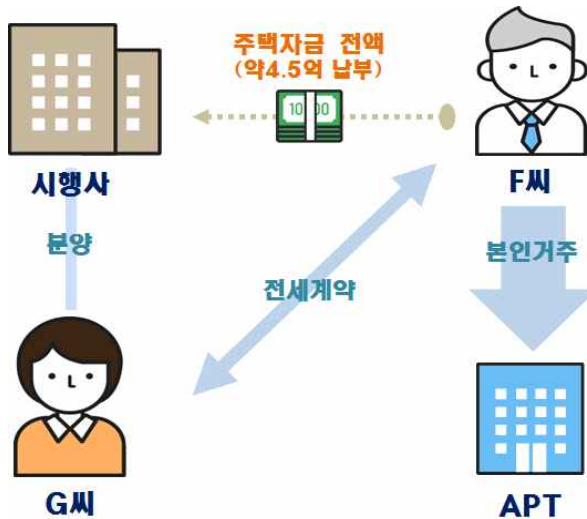 주택자금 전액
(약4.5억 납부)
시행사
F씨
분양
전세계약
본인거주
G씨
APT